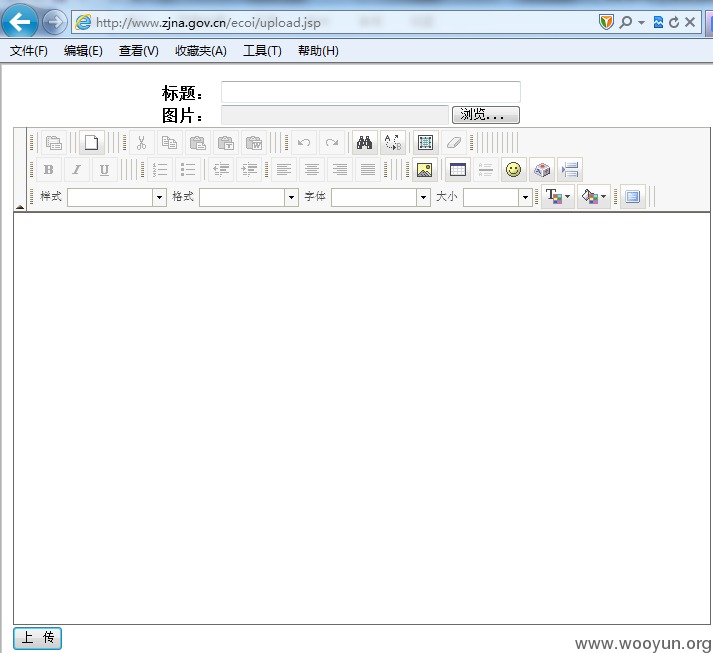 http://www.zjna.gov.cn/ecoi/upload.jsp
文件(F) 编辑(E) 查看(V) 收藏夹(A) 工具(T) 帮助(H)
标题：
图片： 浏览...
B I U
样式 格式 字体 大小
上 传
www.wooyun.org